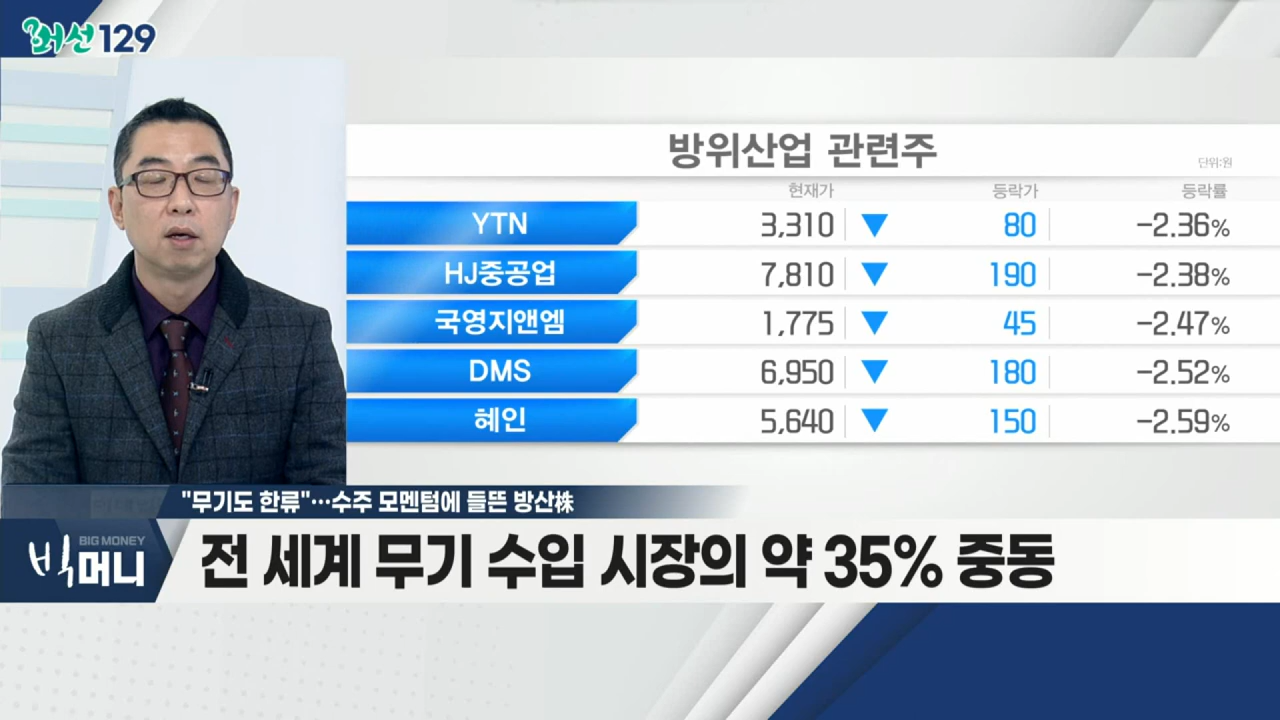 머선129
방위산업 관련주
단위:원
현재가 등락가 등락률
YTN 3,310 ▼ 80 -2.36%
HJ중공업 7,810 ▼ 190 -2.38%
국영지앤엠 1,775 ▼ 45 -2.47%
DMS 6,950 ▼ 180 -2.52%
혜인 5,640 ▼ 150 -2.59%
"무기도 한류"…수주 모멘텀에 들뜬 방산株
BIG MONEY
빅머니
전 세계 무기 수입 시장의 약 35% 중동